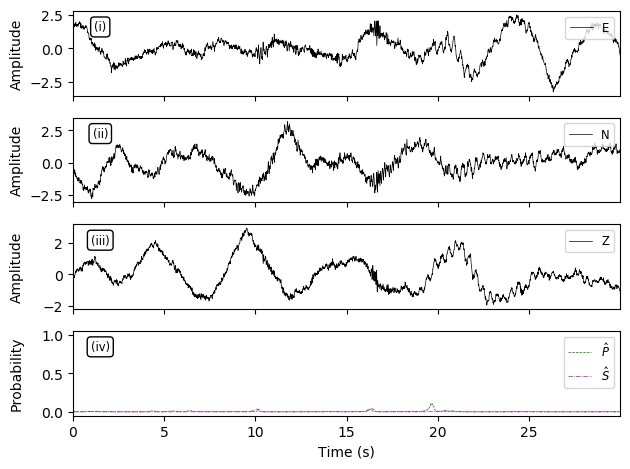 2.5
0.0
−2.5
Amplitude
(i)
E
2.5
0.0
−2.5
Amplitude
(ii)
N
2
0
−2
Amplitude
(iii)
Z
1.0
0.5
0.0
Probability
(iv)
P̂
Ŝ
0 5 10 15 20 25
Time (s)